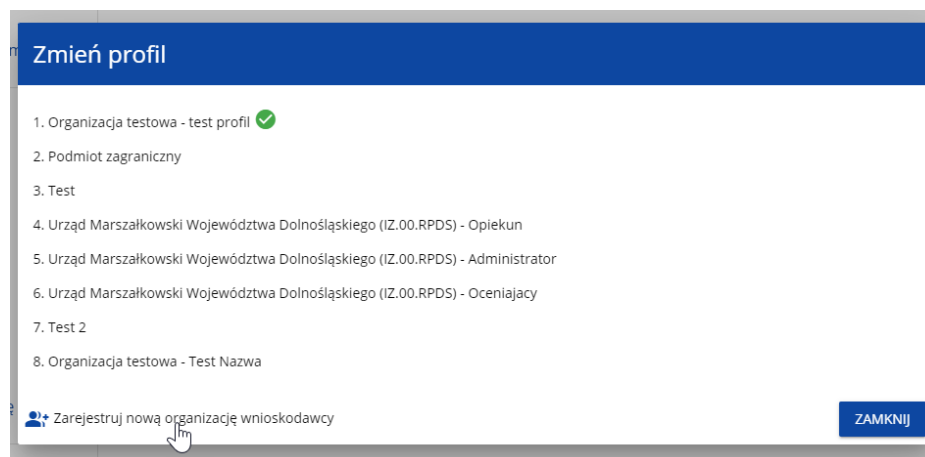 Zmień profil
1. Organizacja testowa - test profil
2. Podmiot zagraniczny
3. Test
4. Urząd Marszałkowski Województwa Dolnośląskiego (IZ.00.RPDS) - Opiekun
5. Urząd Marszałkowski Województwa Dolnośląskiego (IZ.00.RPDS) - Administrator
6. Urząd Marszałkowski Województwa Dolnośląskiego (IZ.00.RPDS) - Oceniajacy
7. Test 2
8. Organizacja testowa - Test Nazwa
Zarejestruj nową organizację wnioskodawcy
ZAMKNIJ